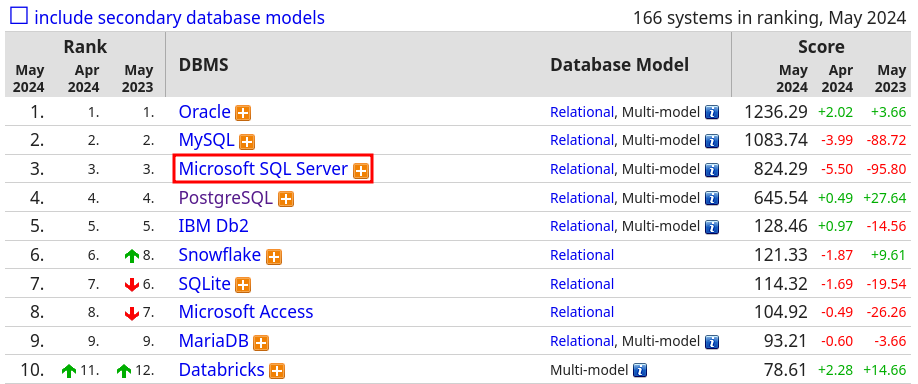 include secondary database models 166 systems in ranking, May 2024
Rank DBMS Database Model Score
May 2024 Apr 2024 May 2023 May 2024 Apr 2024 May 2023
1. 1. 1. Oracle Relational, Multi-model 1236.29 +2.02 +3.66
2. 2. 2. MySQL Relational, Multi-model 1083.74 -3.99 -88.72
3. 3. 3. Microsoft SQL Server Relational, Multi-model 824.29 -5.50 -95.80
4. 4. 4. PostgreSQL Relational, Multi-model 645.54 +0.49 +27.64
5. 5. 5. IBM Db2 Relational, Multi-model 128.46 +0.97 -14.56
6. 6. 8. Snowflake Relational 121.33 -1.87 +9.61
7. 7. 6. SQLite Relational 114.32 -1.69 -19.54
8. 8. 7. Microsoft Access Relational 104.92 -0.49 -26.26
9. 9. 9. MariaDB Relational, Multi-model 93.21 -0.60 -3.66
10. 11. 12. Databricks Multi-model 78.61 +2.28 +14.66